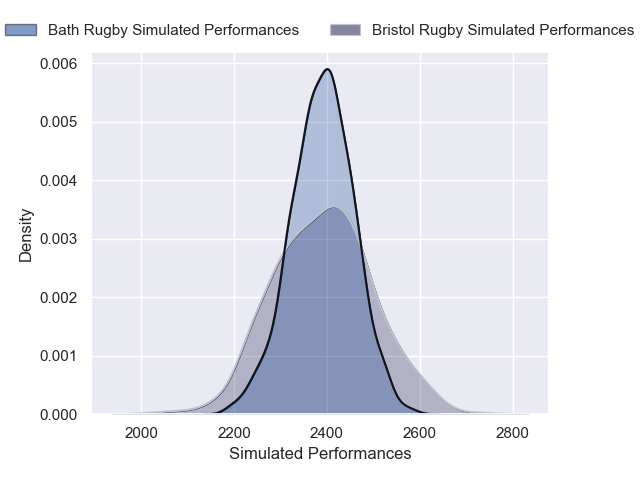 Bath Rugby Simulated Performances
Bristol Rugby Simulated Performances
0.006
0.005
0.004
0.003
0.002
0.001
0.000
Density
2000 2200 2400 2600 2800
Simulated Performances